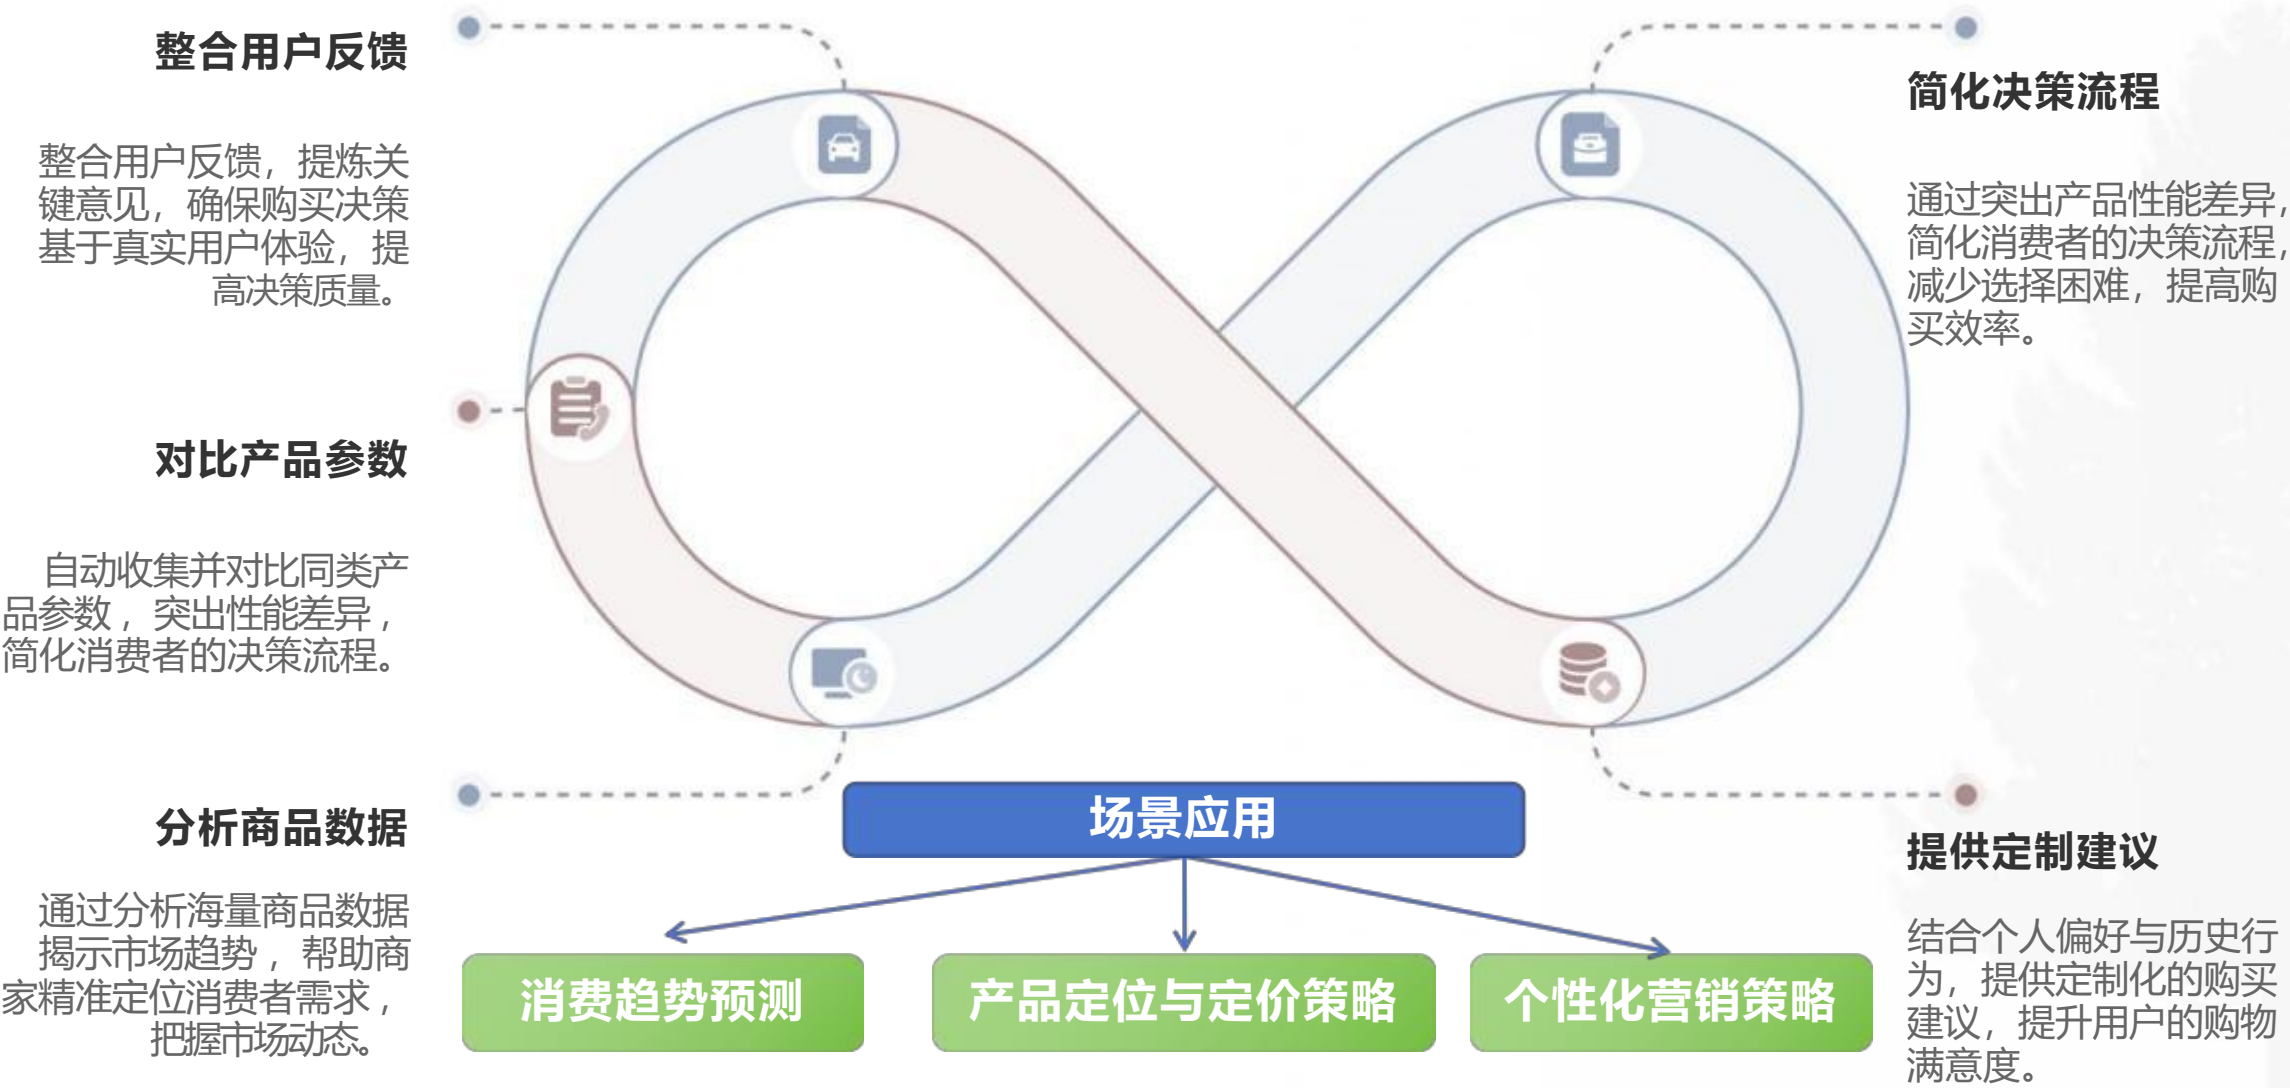 整合用户反馈
整合用户反馈，提炼关
键意见，确保购买决策
基于真实用户体验，提
高决策质量。
对比产品参数
自动收集并对比同类产
品参数，突出性能差异，
简化消费者的决策流程。
分析商品数据
通过分析海量商品数据
揭示市场趋势，帮助商
家精准定位消费者需求，
把握市场动态。
简化决策流程
通过突出产品性能差异，
简化消费者的决策流程，
减少选择困难，提高购
买效率。
提供定制建议
结合个人偏好与历史行
为，提供定制化的购买
建议，提升用户的购物
满意度。
场景应用
消费趋势预测
产品定位与定价策略
个性化营销策略